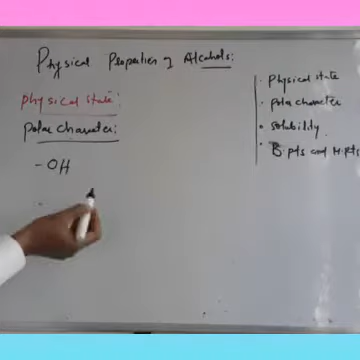 Physical Properties of Alcohols:
physical state:
polar character:
- OH
• Physical state
• polar character
• solubility
• B.pts and M.pts